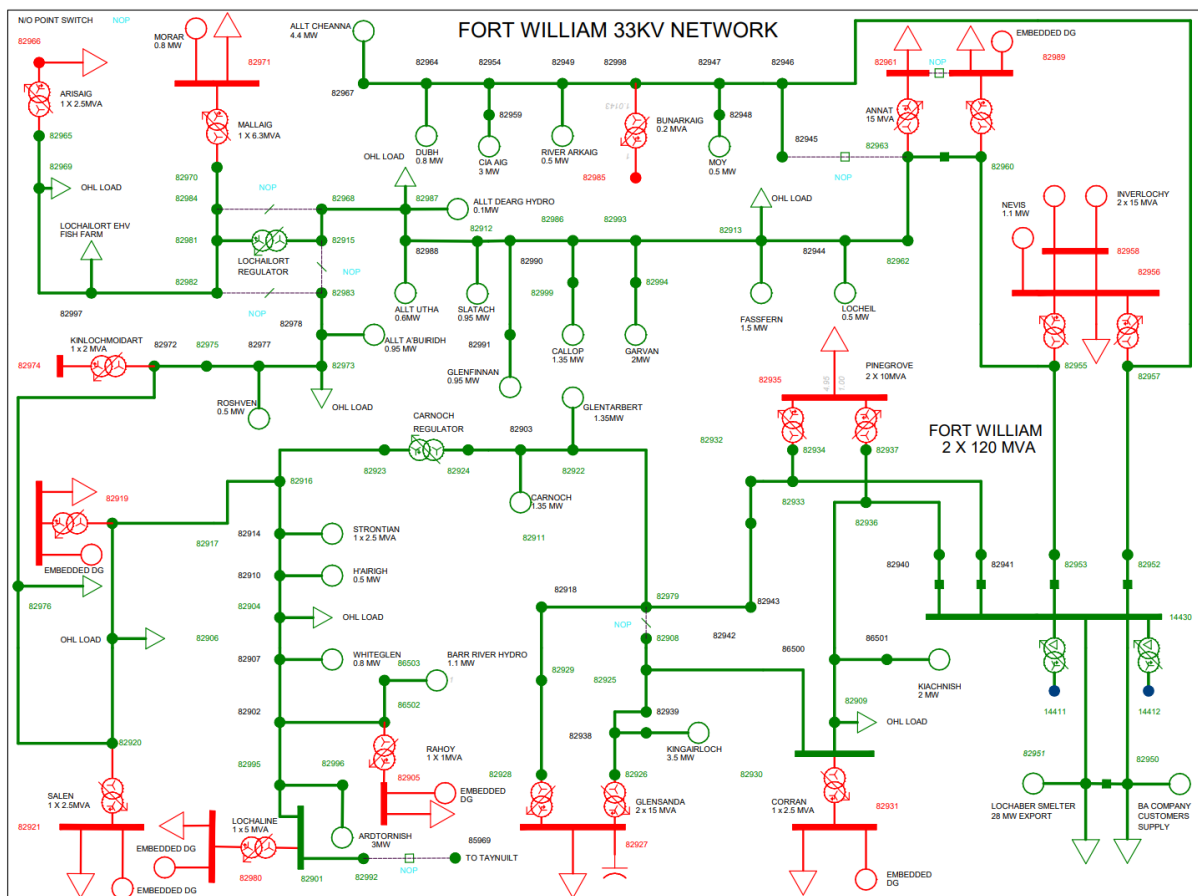 N/O POINT SWITCH NOP
FORT WILLIAM 33KV NETWORK
82966
ARISAIG
1 X 2.5MVA
82965
82969
OHL LOAD
LOCHAILORT EHV
FISH FARM
82997
MORAR
0.8 MW
82971
MALLAIG
1 X 6.3MVA
82970
82984
NOP
82968
82981
82915
LOCHAILORT
REGULATOR
NOP
82982
82983
NOP
82978
ALLT CHEANNA
4.4 MW
82967
82964
82954
82949
82998
82947
82946
82959
DUBH
0.8 MW
CIA AIG
3 MW
RIVER ARKAIG
0.5 MW
1.0143
BUNARKAIG
0.2 MVA
1
82985
82948
MOY
0.5 MW
82945
NOP
82961
NOP
EMBEDDED DG
82989
ANNAT
15 MVA
82963
82960
OHL LOAD
82987
ALLT DEARG HYDRO
0.1MW
82912
82988
82990
82986
82993
82913
OHL LOAD
82944
82962
ALLT UTHA
0.6MW
SLATACH
0.95 MW
82991
GLENFINNAN
0.95 MW
82999
CALLOP
1.35 MW
82994
GARVAN
2MW
FASSFERN
1.5 MW
LOCHEIL
0.5 MW
NEVIS
1.1 MW
INVERLOCHY
2 x 15 MVA
82958
82956
82955
82957
KINLOCHMOIDART
1 x 2 MVA
82974
82972
82975
82977
ALLT A'BUIRIDH
0.95 MW
82973
ROSHVEN
0.5 MW
OHL LOAD
PINEGROVE
2 X 10MVA
82935
4.95
1.00
82932
82934
82937
82933
82936
FORT WILLIAM
2 X 120 MVA
GLENTARBERT
1.35MW
CARNOCH
REGULATOR
82903
82923
82924
82922
82916
CARNOCH
1.35 MW
82911
82919
82917
EMBEDDED DG
82976
OHL LOAD
82906
82914
STRONTIAN
1 x 2.5 MVA
82910
H'AIRIGH
0.5 MW
82904
OHL LOAD
82907
WHITEGLEN
0.8 MW
86503
BARR RIVER HYDRO
1.1 MW
1
82902
86502
82940
82941
82953
82952
82918
82979
82943
NOP
82908
82942
14430
86501
86500
KIACHNISH
2 MW
82929
82925
82909
OHL LOAD
14411
14412
82939
82938
KINGAIRLOCH
3.5 MW
82920
82995
82996
RAHOY
1 X 1MVA
82905
82928
82926
82930
82951
82950
SALEN
1 X 2.5MVA
82921
EMBEDDED DG
LOCHALINE
1 x 5 MVA
EMBEDDED DG
82980
82901
ARDTORNISH
3MW
82992
NOP
85969
TO TAYNUILT
EMBEDDED
DG
GLENSANDA
2 x 15 MVA
82927
CORRAN
1 x 2.5 MVA
82931
EMBEDDED
DG
LOCHABER SMELTER
28 MW EXPORT
BA COMPANY
CUSTOMERS
SUPPLY